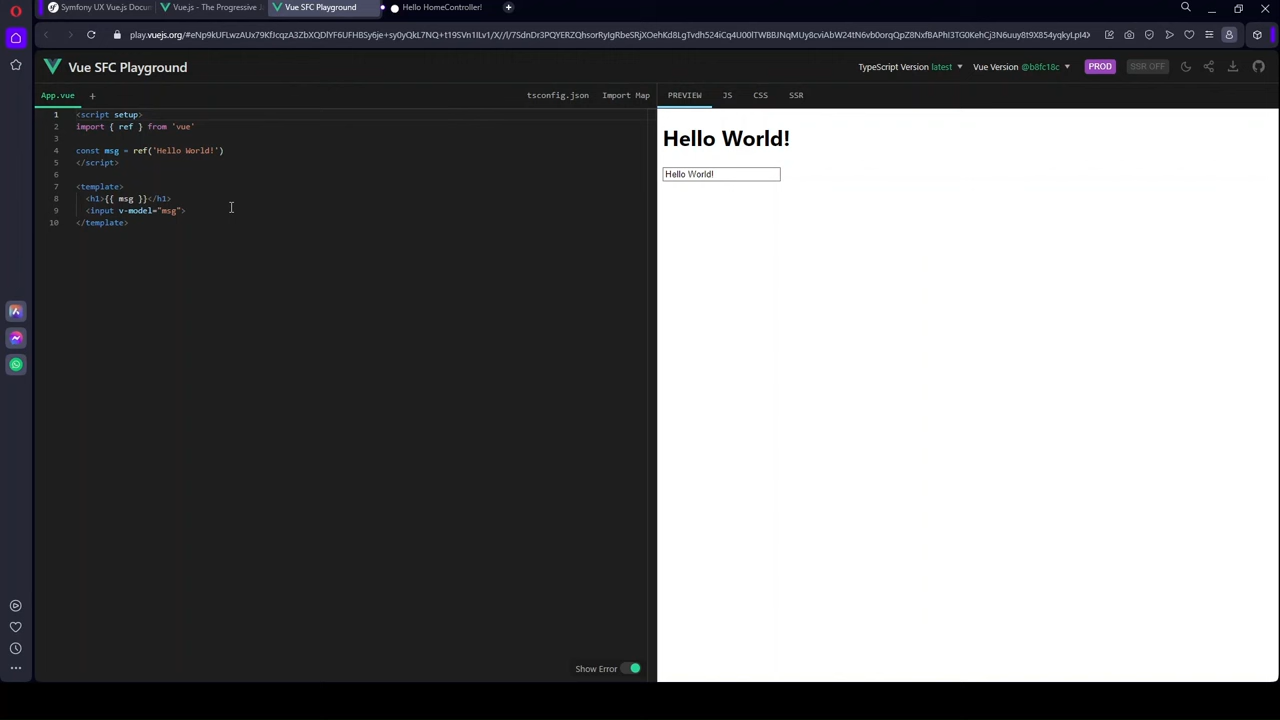 Symfony UX Vue.js Docum
Vue.js - The Progressive J
Vue SFC Playground
Hello HomeController!
Vue SFC Playground
TypeScript Version latest
Vue Version @b8fc18c
PROD
SSR OFF
App.vue
+
tsconfig.json
Import Map
PREVIEW
JS
CSS
SSR
1 <script setup>
2 import { ref } from 'vue'
3
4 const msg = ref('Hello World!')
5 </script>
6
7 <template>
8 <h1>{{ msg }}</h1>
9 <input v-model="msg">
10 </template>
Hello World!
Hello World!
Show Error